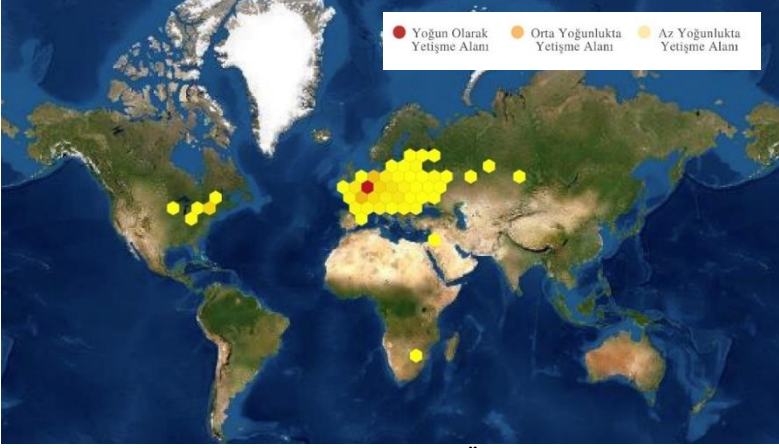 Yoğun Olarak
Yetişme Alanı
Orta Yoğunlukta
Yetişme Alanı
Az Yoğunlukta
Yetişme Alanı